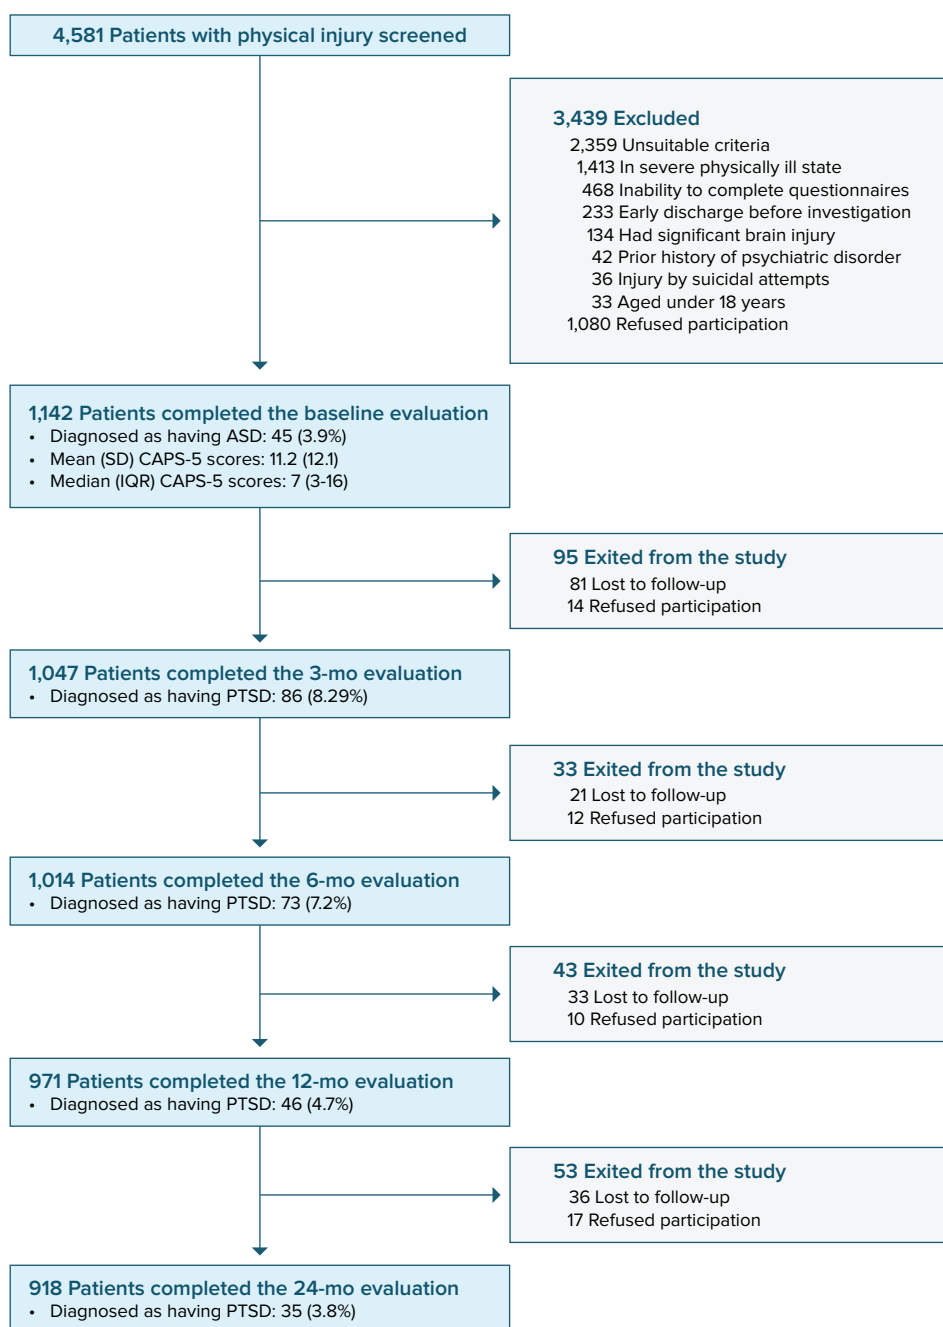 4,581 Patients with physical injury screened
3,439 Excluded
2,359 Unsuitable criteria
1,413 In severe physically ill state
468 Inability to complete questionnaires
233 Early discharge before investigation
134 Had significant brain injury
42 Prior history of psychiatric disorder
36 Injury by suicidal attempts
33 Aged under 18 years
1,080 Refused participation
1,142 Patients completed the baseline evaluation
• Diagnosed as having ASD: 45 (3.9%)
• Mean (SD) CAPS-5 scores: 11.2 (12.1)
• Median (IQR) CAPS-5 scores: 7 (3-16)
95 Exited from the study
81 Lost to follow-up
14 Refused participation
1,047 Patients completed the 3-mo evaluation
• Diagnosed as having PTSD: 86 (8.29%)
33 Exited from the study
21 Lost to follow-up
12 Refused participation
1,014 Patients completed the 6-mo evaluation
• Diagnosed as having PTSD: 73 (7.2%)
43 Exited from the study
33 Lost to follow-up
10 Refused participation
971 Patients completed the 12-mo evaluation
• Diagnosed as having PTSD: 46 (4.7%)
53 Exited from the study
36 Lost to follow-up
17 Refused participation
918 Patients completed the 24-mo evaluation
• Diagnosed as having PTSD: 35 (3.8%)